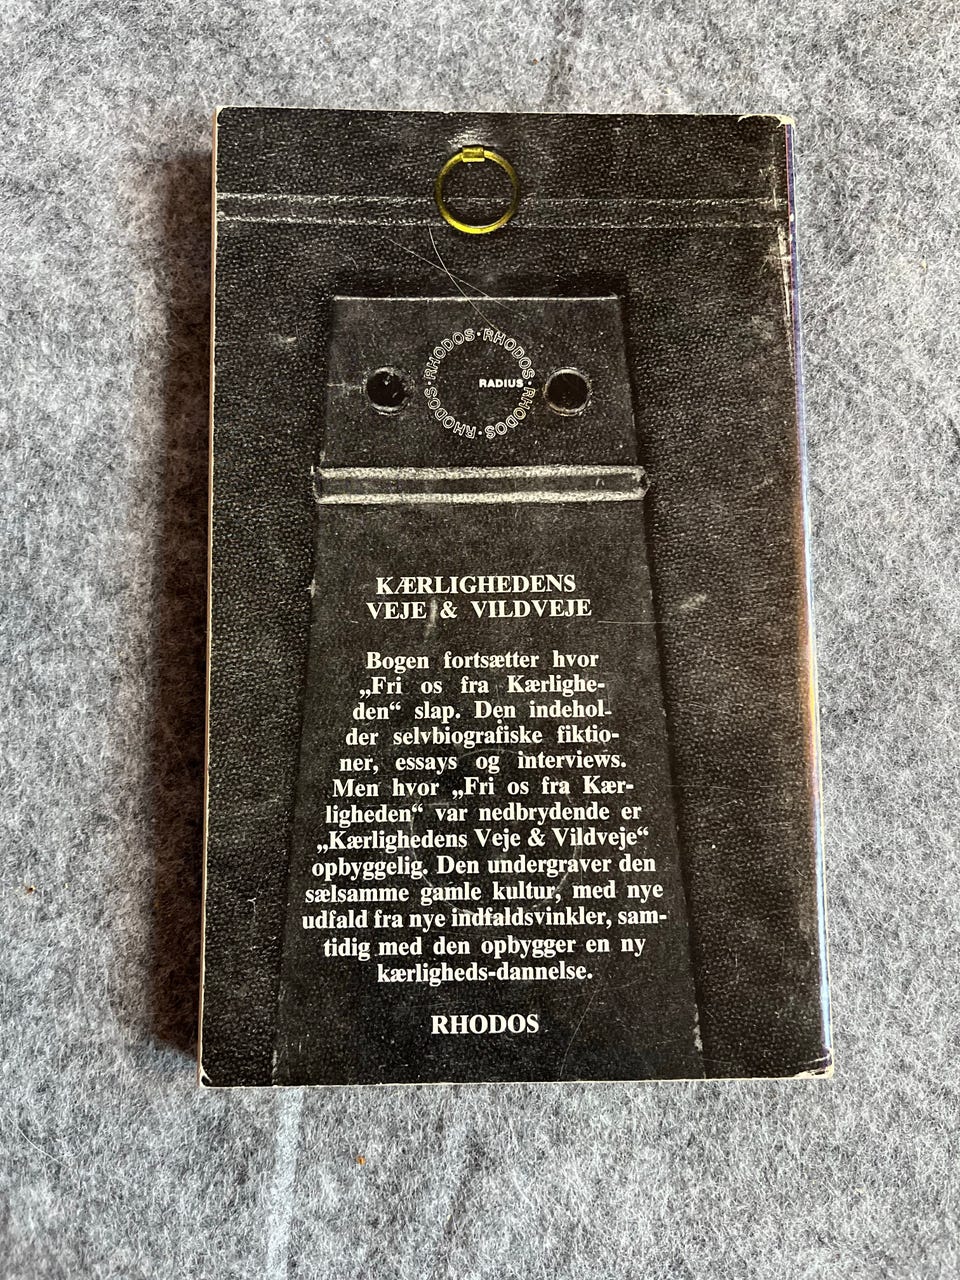 RHODOS · RHODOS · RHODOS · RHODOS ·
RADIUS
KÆRLIGHEDENS
VEJE & VILDVEJE
Bogen fortsætter hvor
„Fri os fra Kærlighe-
den“ slap. Den indehol-
der selvbiografiske fiktio-
ner, essays og interviews.
Men hvor „Fri os fra Kær-
ligheden“ var nedbrydende er
„Kærlighedens Veje & Vildveje“
opbyggelig. Den undergraver den
sælsamme gamle kultur, med nye
udfald fra nye indfaldsvinkler, sam-
tidig med den opbygger en ny
kærligheds-dannelse.
RHODOS